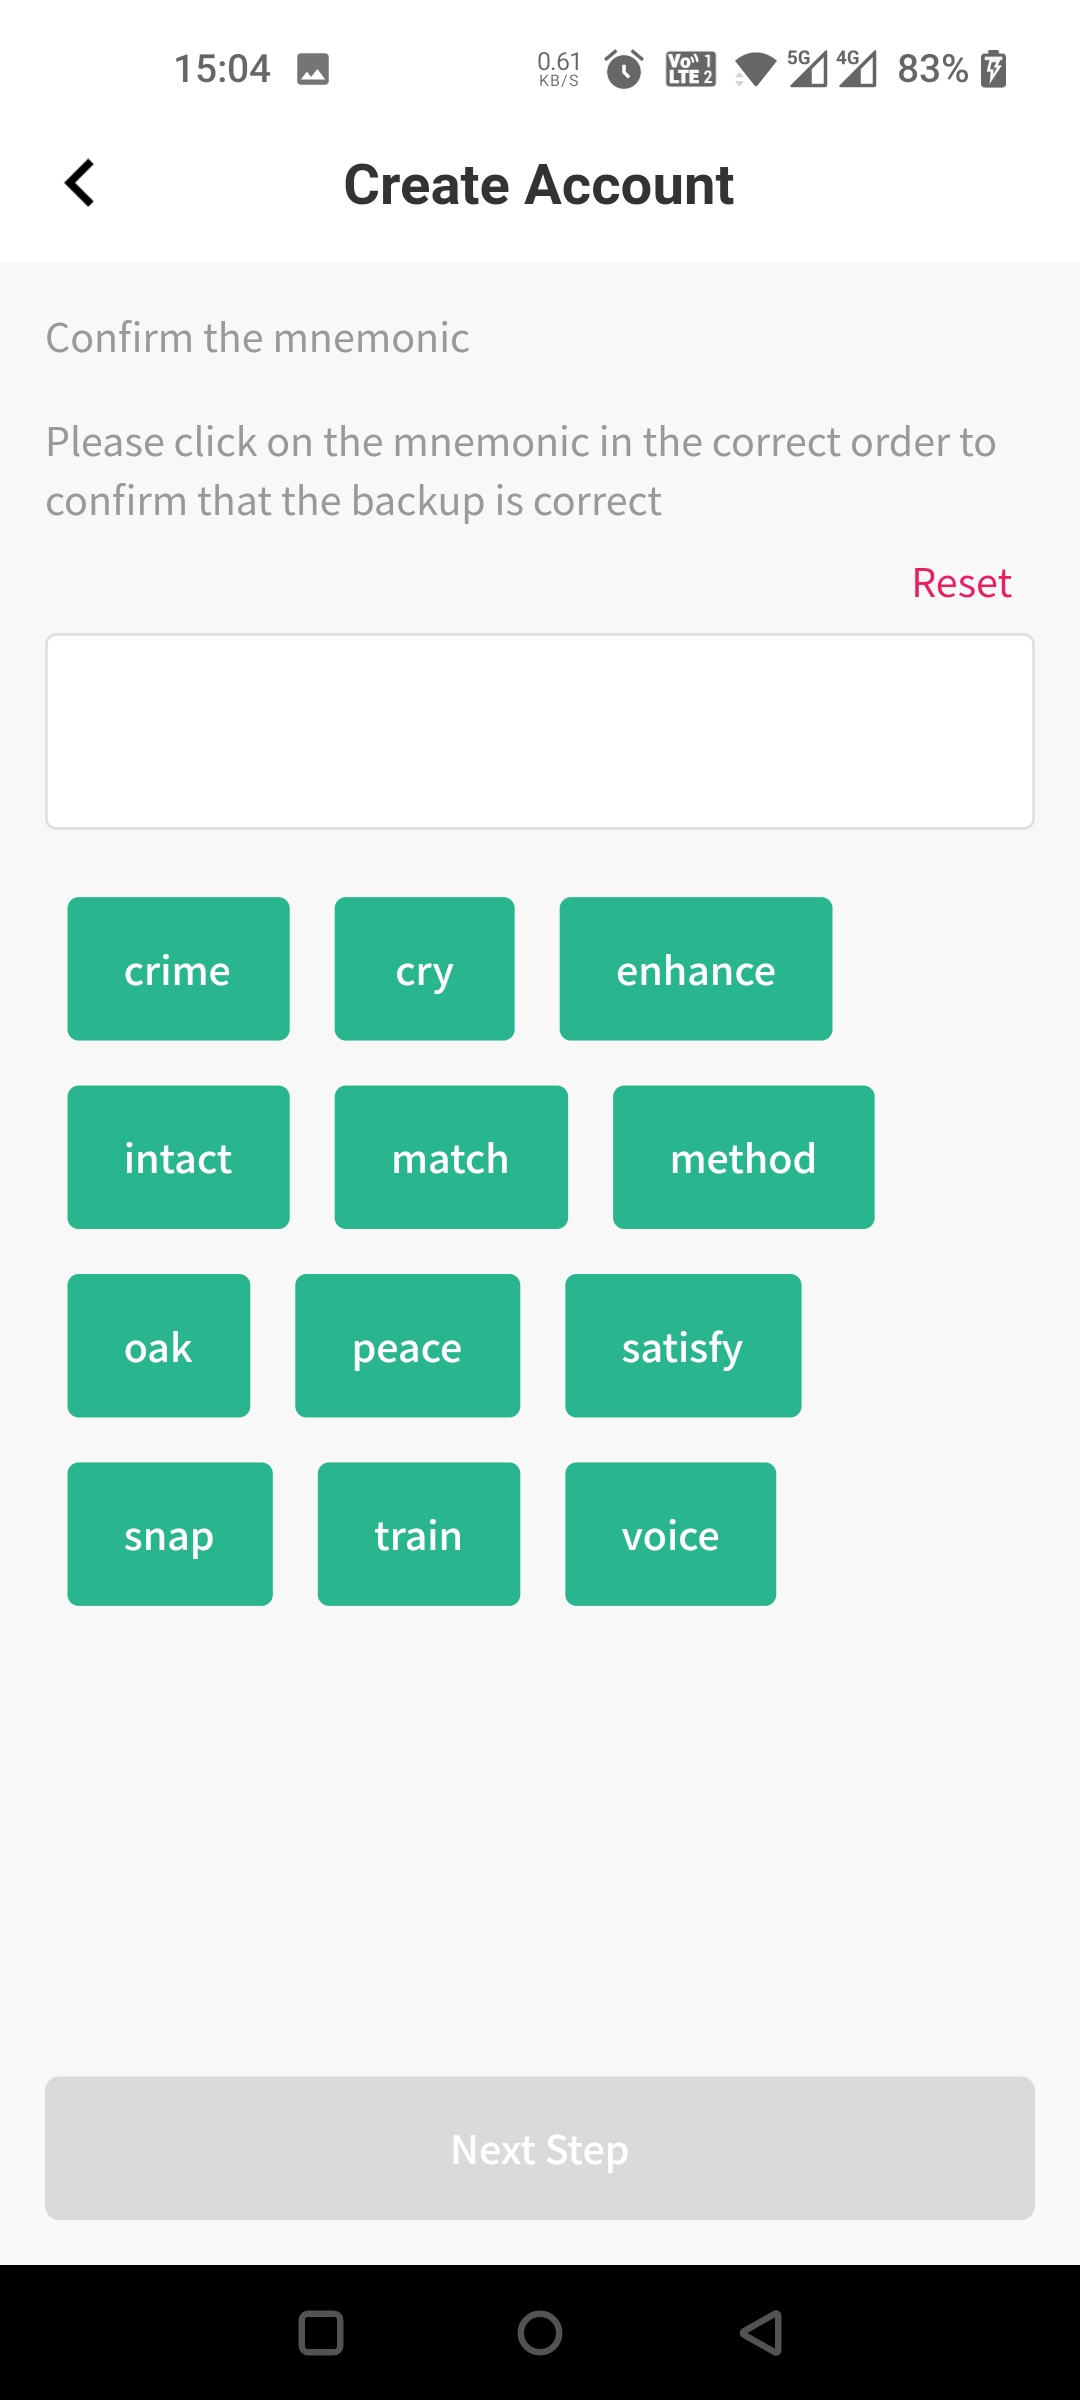 15:04 0.61 KB/S Vo)) 1 LTE 2 5G 4G 83%
Create Account
Confirm the mnemonic
Please click on the mnemonic in the correct order to
confirm that the backup is correct
Reset
crime cry enhance
intact match method
oak peace satisfy
snap train voice
Next Step